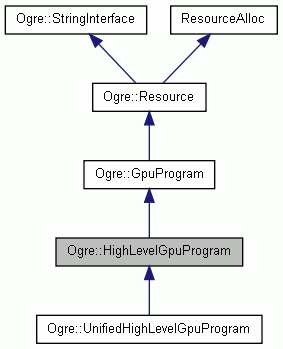 Ogre::StringInterface
ResourceAlloc
Ogre::Resource
Ogre::GpuProgram
Ogre::HighLevelGpuProgram
Ogre::UnifiedHighLevelGpuProgram